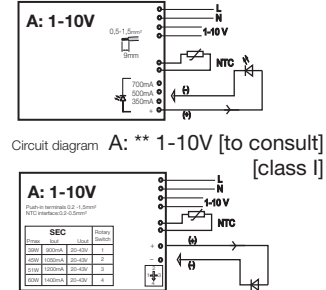 A: 1-10V
L
N
1-10 V
0,5-1,5mm²
9mm
NTC
700mA
500mA
350mA
(-)
+
(+)
Circuit diagram A: ** 1-10V [to consult]
[class I]
A: 1-10V
L
N
1-10 V
Push-in terminals 0.2 -1.5mm²
NTC interface:0.2-0.5mm²
NTC
SEC Rotary Switch
Pmax Iout Uout
39W 900mA 20-43V 1
45W 1050mA 20-43V 2
51W 1200mA 20-43V 3
60W 1400mA 20-43V 4
+
(+)
−
(-)